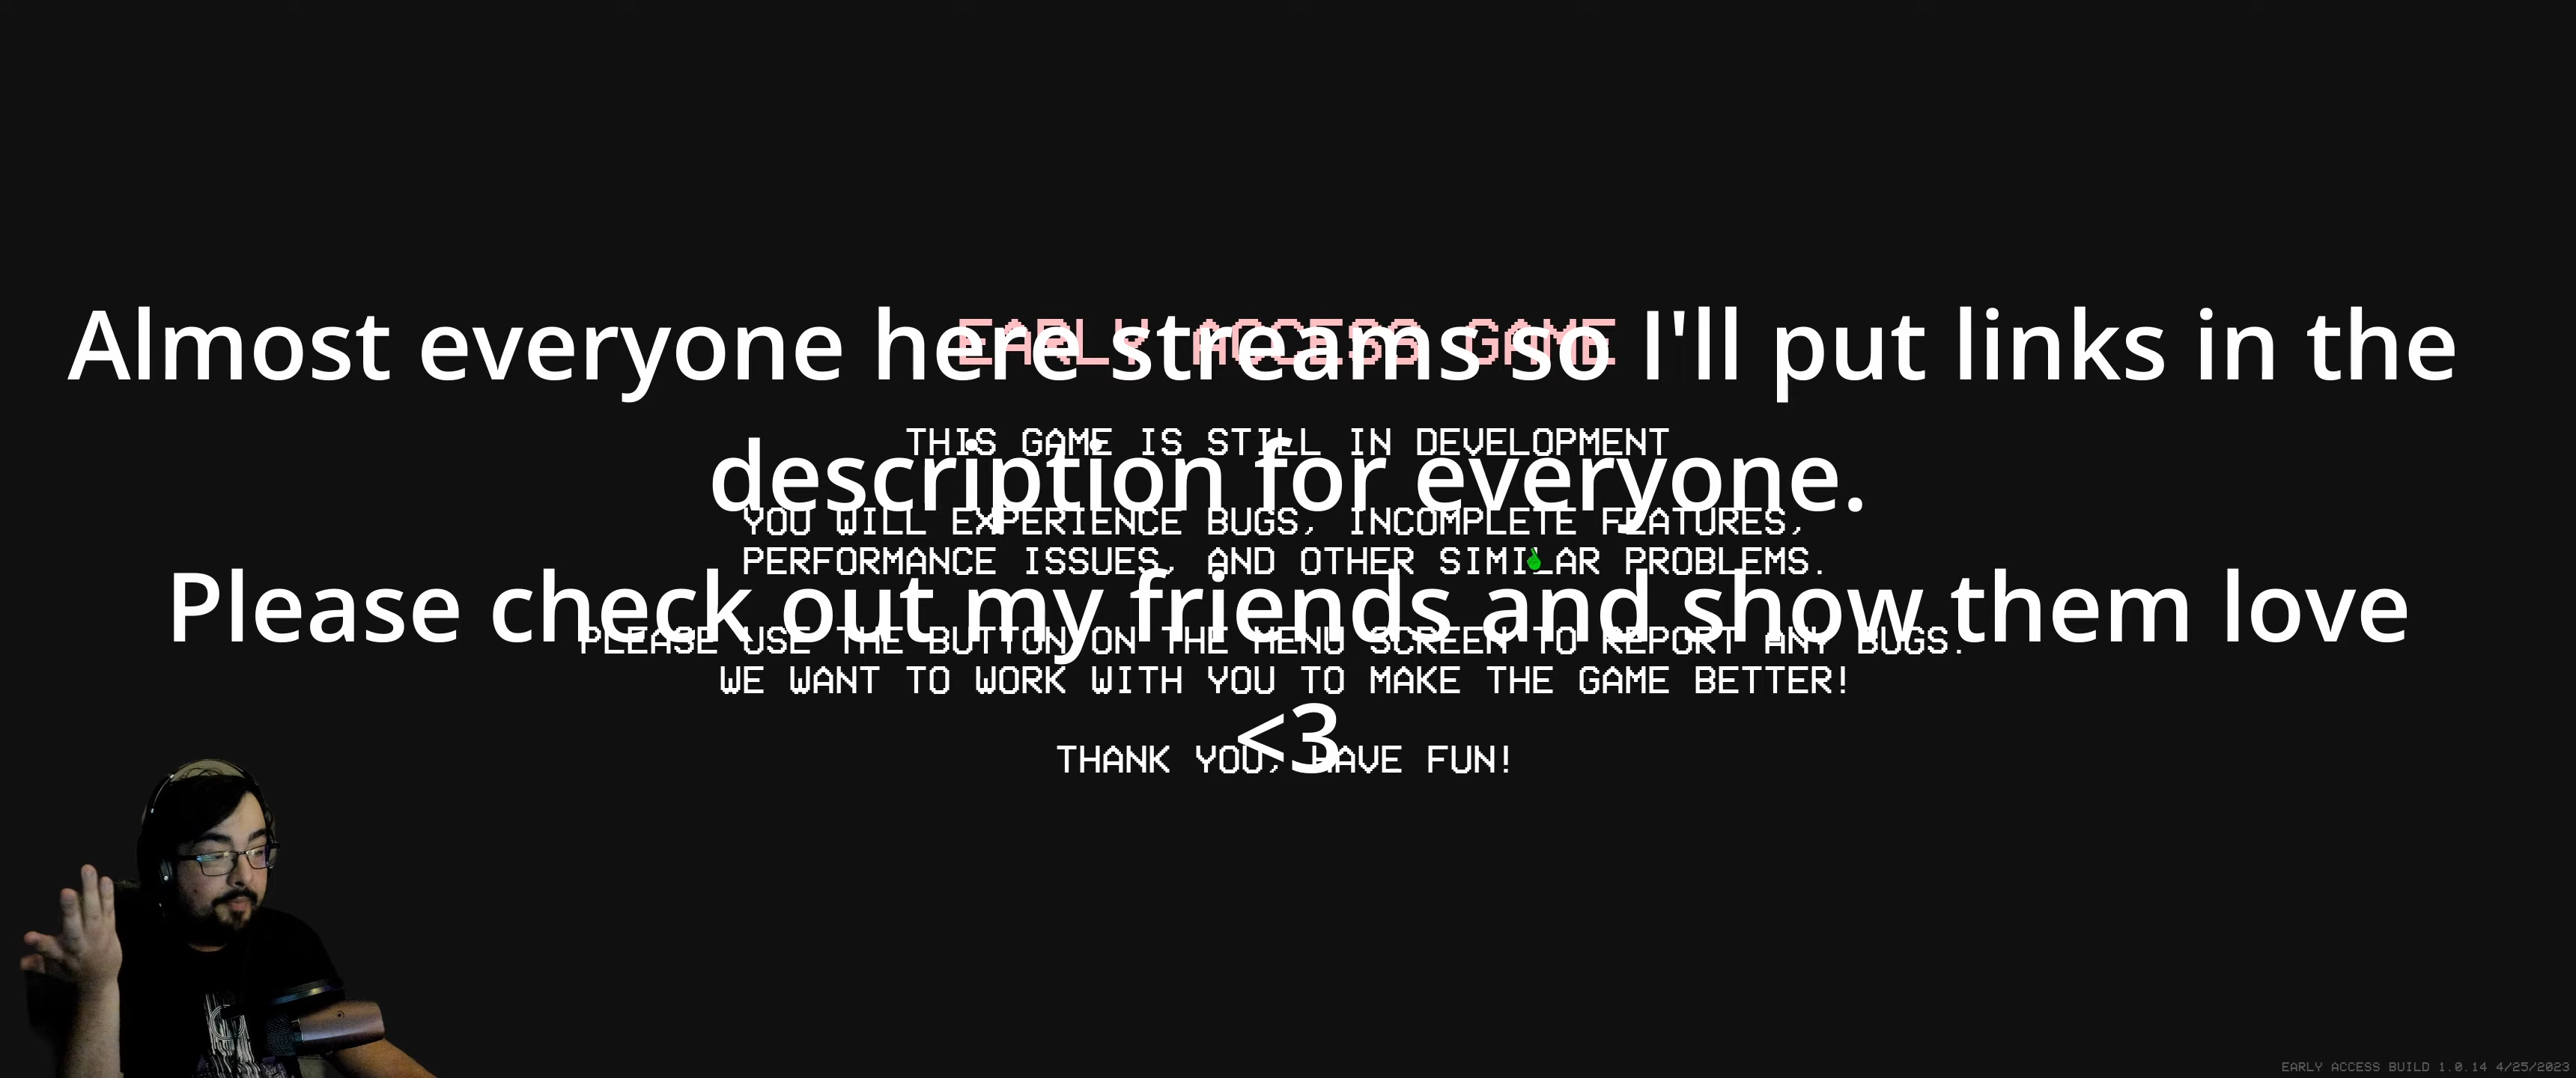 Almost everyone here streams so I'll put links in the
EARLY ACCESS GAME
THIS GAME IS STILL IN DEVELOPMENT
description for everyone.
YOU WILL EXPERIENCE BUGS, INCOMPLETE FEATURES,
PERFORMANCE ISSUES, AND OTHER SIMILAR PROBLEMS.
Please check out my friends and show them love
PLEASE USE THE BUTTON ON THE MENU SCREEN TO REPORT ANY BUGS.
WE WANT TO WORK WITH YOU TO MAKE THE GAME BETTER!
<3
THANK YOU, HAVE FUN!
EARLY ACCESS BUILD 1.0.14 4/25/2023